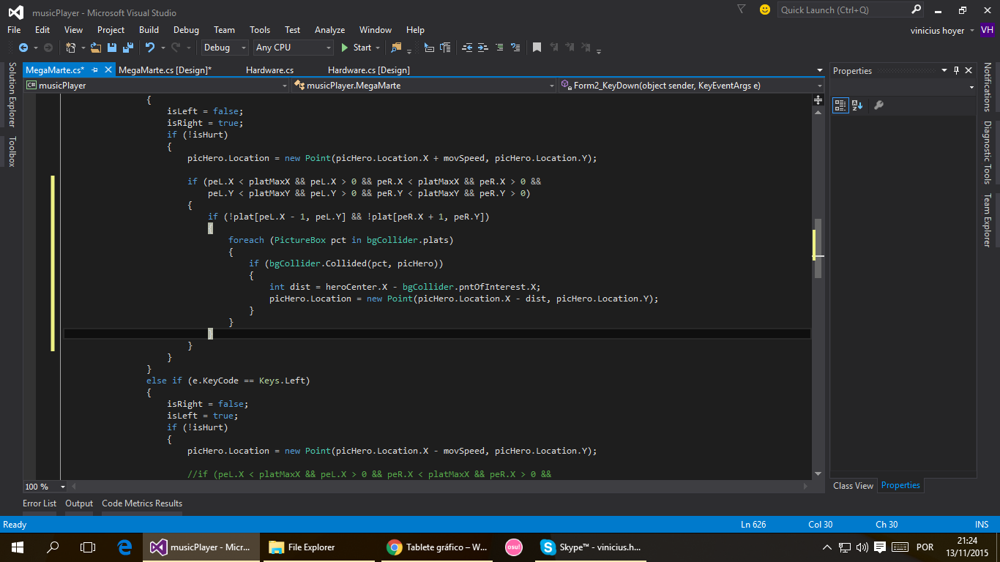 musicPlayer - Microsoft Visual Studio
Quick Launch (Ctrl+Q)
File Edit View Project Build Debug Team Tools Test Analyze Window Help
vinicius hoyer VH
Debug Any CPU Start
Solution Explorer
Toolbox
MegaMarte.cs* MegaMarte.cs [Design]* Hardware.cs Hardware.cs [Design]
musicPlayer musicPlayer.MegaMarte Form2_KeyDown(object sender, KeyEventArgs e)
{
isLeft = false;
isRight = true;
if (!isHurt)
{
picHero.Location = new Point(picHero.Location.X + movSpeed, picHero.Location.Y);
if (peL.X < platMaxX && peL.X > 0 && peR.X < platMaxX && peR.X > 0 &&
peL.Y < platMaxY && peL.Y > 0 && peR.Y < platMaxY && peR.Y > 0)
{
if (!plat[peL.X - 1, peL.Y] && !plat[peR.X + 1, peR.Y])
{
foreach (PictureBox pct in bgCollider.plats)
{
if (bgCollider.Collided(pct, picHero))
{
int dist = heroCenter.X - bgCollider.pntOfInterest.X;
picHero.Location = new Point(picHero.Location.X - dist, picHero.Location.Y);
}
}
}
}
}
}
else if (e.KeyCode == Keys.Left)
{
isRight = false;
isLeft = true;
if (!isHurt)
{
picHero.Location = new Point(picHero.Location.X - movSpeed, picHero.Location.Y);
//if (peL.X < platMaxX && peL.X > 0 && peR.X < platMaxX && peR.X > 0 &&
100 %
Properties
Class View Properties
Notifications
Diagnostic Tools
Team Explorer
Error List Output Code Metrics Results
Ready Ln 626 Col 30 Ch 30 INS
musicPlayer - Micr... File Explorer Tablete gráfico – W... osu! Skype™ - vinicius.h... POR 21:24
13/11/2015